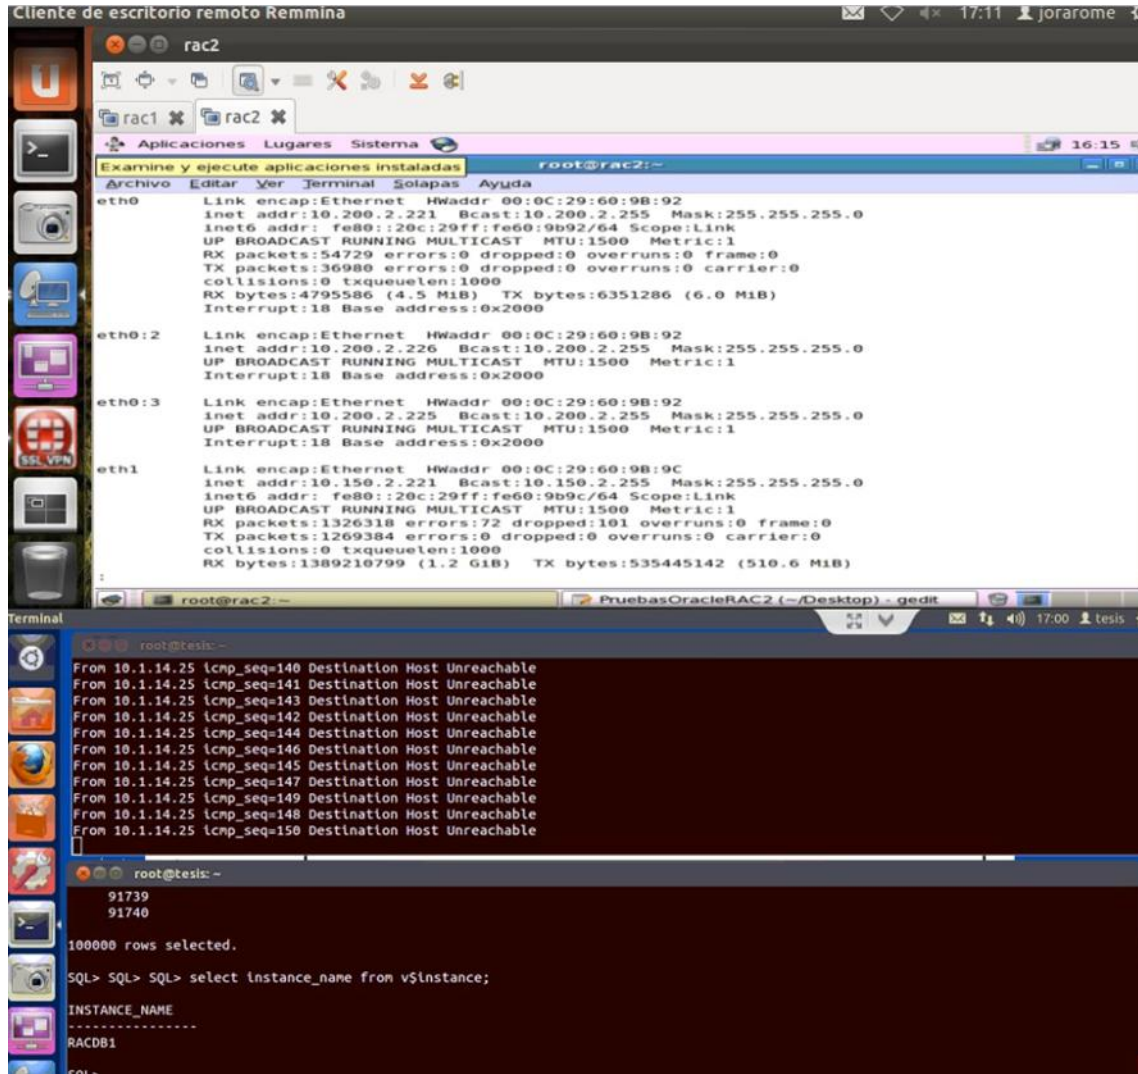 Cliente de escritorio remoto Remmina 17:11 jorarome
rac2
rac1 rac2
Aplicaciones Lugares Sistema 16:15
Examine y ejecute aplicaciones instaladas root@rac2:~
Archivo Editar Ver Terminal Solapas Ayuda
eth0 Link encap:Ethernet HWaddr 00:0C:29:60:9B:92
inet addr:10.200.2.221 Bcast:10.200.2.255 Mask:255.255.255.0
inet6 addr: fe80::20c:29ff:fe60:9b92/64 Scope:Link
UP BROADCAST RUNNING MULTICAST MTU:1500 Metric:1
RX packets:54729 errors:0 dropped:0 overruns:0 frame:0
TX packets:36980 errors:0 dropped:0 overruns:0 carrier:0
collisions:0 txqueuelen:1000
RX bytes:4795586 (4.5 MiB) TX bytes:6351286 (6.0 MiB)
Interrupt:18 Base address:0x2000
eth0:2 Link encap:Ethernet HWaddr 00:0C:29:60:9B:92
inet addr:10.200.2.226 Bcast:10.200.2.255 Mask:255.255.255.0
UP BROADCAST RUNNING MULTICAST MTU:1500 Metric:1
Interrupt:18 Base address:0x2000
eth0:3 Link encap:Ethernet HWaddr 00:0C:29:60:9B:92
inet addr:10.200.2.225 Bcast:10.200.2.255 Mask:255.255.255.0
UP BROADCAST RUNNING MULTICAST MTU:1500 Metric:1
Interrupt:18 Base address:0x2000
eth1 Link encap:Ethernet HWaddr 00:0C:29:60:9B:9C
inet addr:10.150.2.221 Bcast:10.150.2.255 Mask:255.255.255.0
inet6 addr: fe80::20c:29ff:fe60:9b9c/64 Scope:Link
UP BROADCAST RUNNING MULTICAST MTU:1500 Metric:1
RX packets:1326318 errors:72 dropped:101 overruns:0 frame:0
TX packets:1269384 errors:0 dropped:0 overruns:0 carrier:0
collisions:0 txqueuelen:1000
RX bytes:1389210799 (1.2 GiB) TX bytes:535445142 (510.6 MiB)
:
SSL VPN
root@rac2:~ PruebasOracleRAC2 (~/Desktop) - gedit
Terminal 17:00 tesis
root@tesis: ~
From 10.1.14.25 icmp_seq=140 Destination Host Unreachable
From 10.1.14.25 icmp_seq=141 Destination Host Unreachable
From 10.1.14.25 icmp_seq=143 Destination Host Unreachable
From 10.1.14.25 icmp_seq=142 Destination Host Unreachable
From 10.1.14.25 icmp_seq=144 Destination Host Unreachable
From 10.1.14.25 icmp_seq=146 Destination Host Unreachable
From 10.1.14.25 icmp_seq=145 Destination Host Unreachable
From 10.1.14.25 icmp_seq=147 Destination Host Unreachable
From 10.1.14.25 icmp_seq=149 Destination Host Unreachable
From 10.1.14.25 icmp_seq=148 Destination Host Unreachable
From 10.1.14.25 icmp_seq=150 Destination Host Unreachable
root@tesis: ~
91739
91740
100000 rows selected.
SQL> SQL> SQL> select instance_name from v$instance;
INSTANCE_NAME
----------------
RACDB1
SQL>